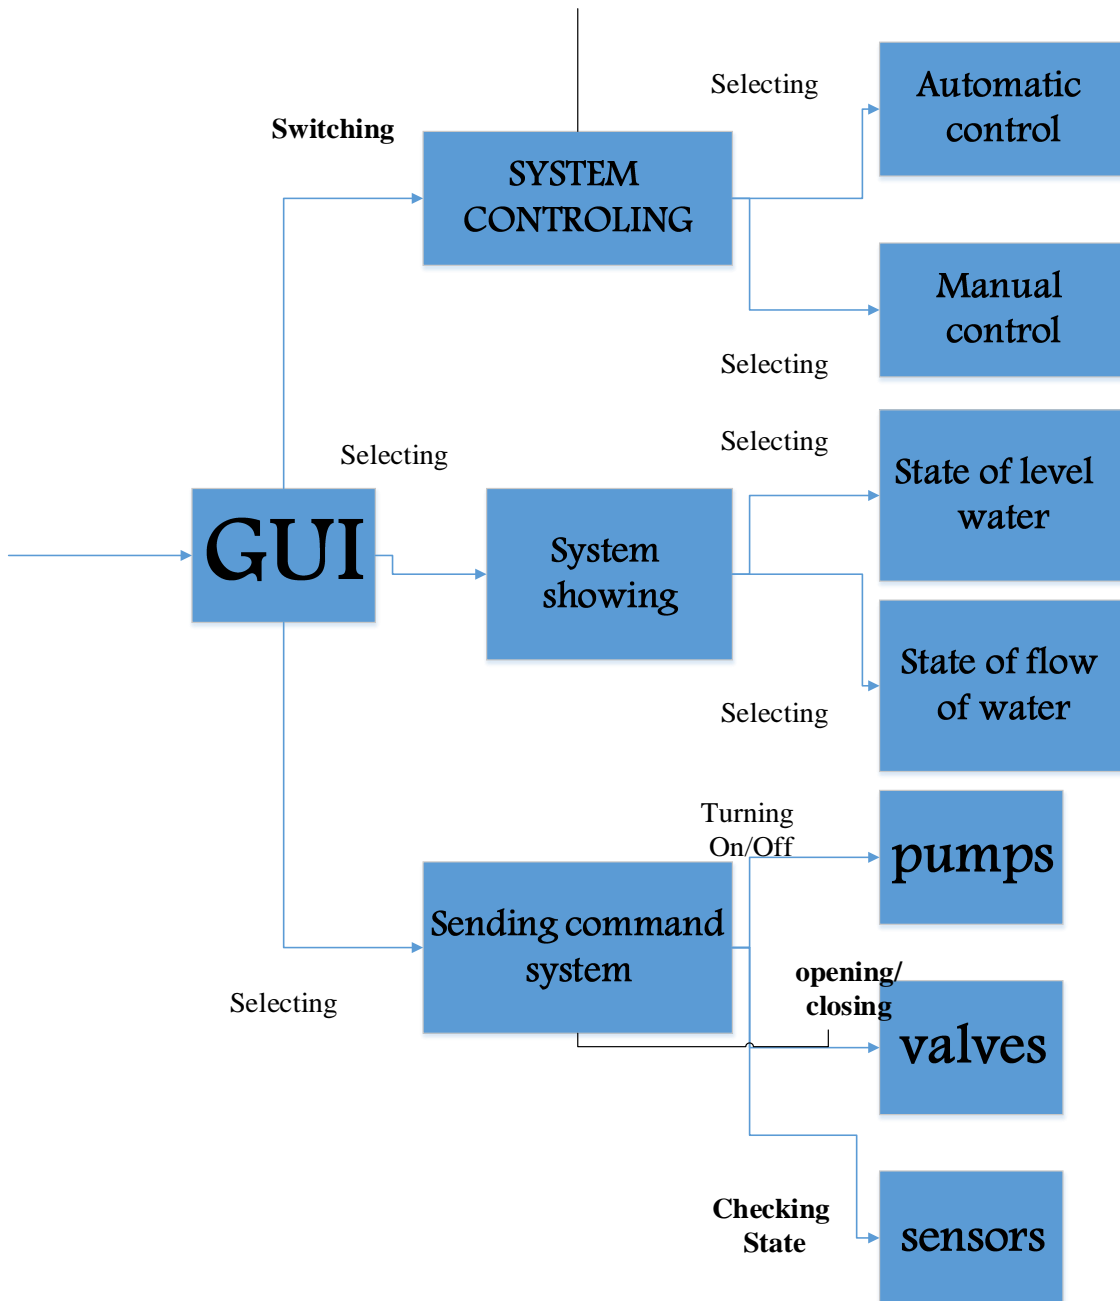 Selecting
Automatic
control
Switching
SYSTEM
CONTROLING
Manual
control
Selecting
Selecting
Selecting
State of level
water
GUI
System
showing
State of flow
of water
Selecting
Turning
On/Off
pumps
Sending command
system
opening/
closing
Selecting
valves
Checking
State
sensors